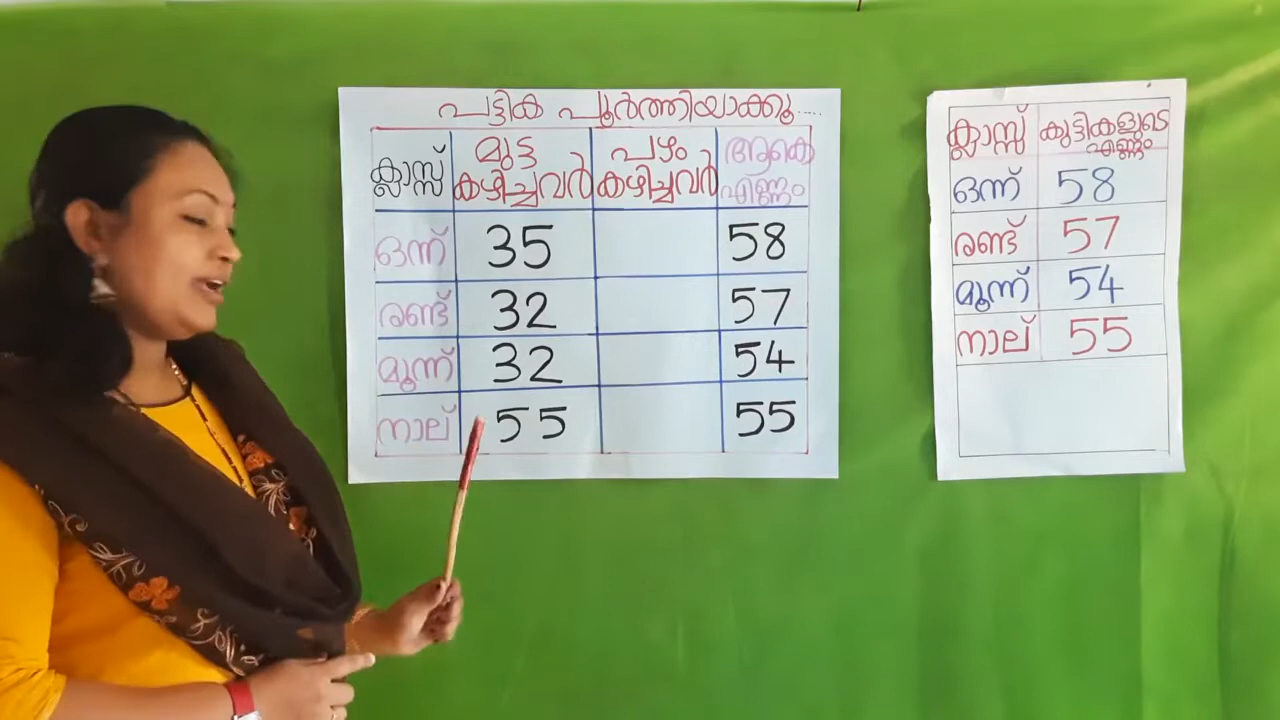 പട്ടിക പൂർത്തിയാക്കൂ.....
ക്ലാസ്സ് മുട്ട കഴിച്ചവർ പഴം കഴിച്ചവർ ആകെ എണ്ണം
ഒന്ന് 35 58
രണ്ട് 32 57
മൂന്ന് 32 54
നാല് 55 55
ക്ലാസ്സ് കുട്ടികളുടെ എണ്ണം
ഒന്ന് 58
രണ്ട് 57
മൂന്ന് 54
നാല് 55